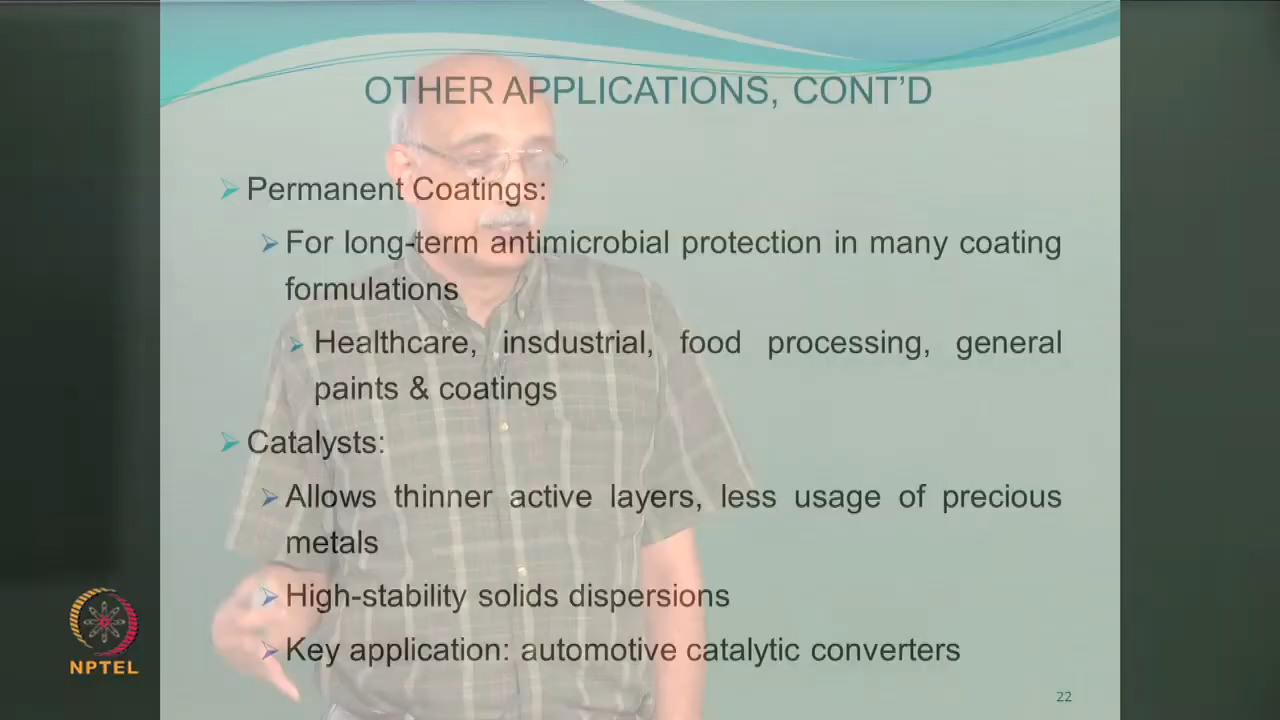 OTHER APPLICATIONS, CONT'D
Permanent Coatings:
For long-term antimicrobial protection in many coating
formulations
Healthcare, insdustrial, food processing, general
paints & coatings
Catalysts:
Allows thinner active layers, less usage of precious
metals
High-stability solids dispersions
Key application: automotive catalytic converters
NPTEL
22